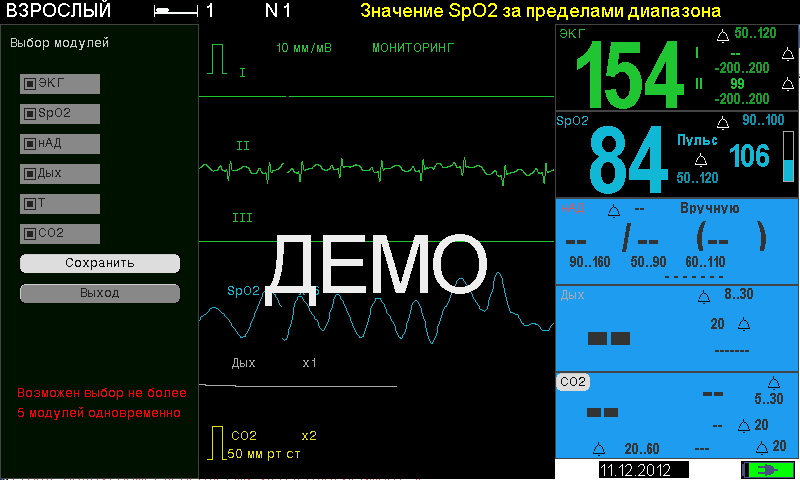 ВЗРОСЛЫЙ 1 N 1 Значение SpO2 за пределами диапазона
Выбор модулей
ЭКГ
SpO2
нАД
Дых
Т
CO2
Сохранить
Выход
Возможен выбор не более
5 модулей одновременно
10 мм/мВ МОНИТОРИНГ
I
II
III
ДЕМО
SpO2
Дых x1
CO2 x2
50 мм рт ст
ЭКГ 154 50..120
I --
-200..200
II 99
-200..200
SpO2 84 90..100
Пульс 106
50..120
-- Вручную
-- / -- (-- )
90..160 50..90 60..110
-------
Дых 8..30
-- 20
-------
CO2 --
-- 5..30
-- 20
20..60 --- 20
11.12.2012